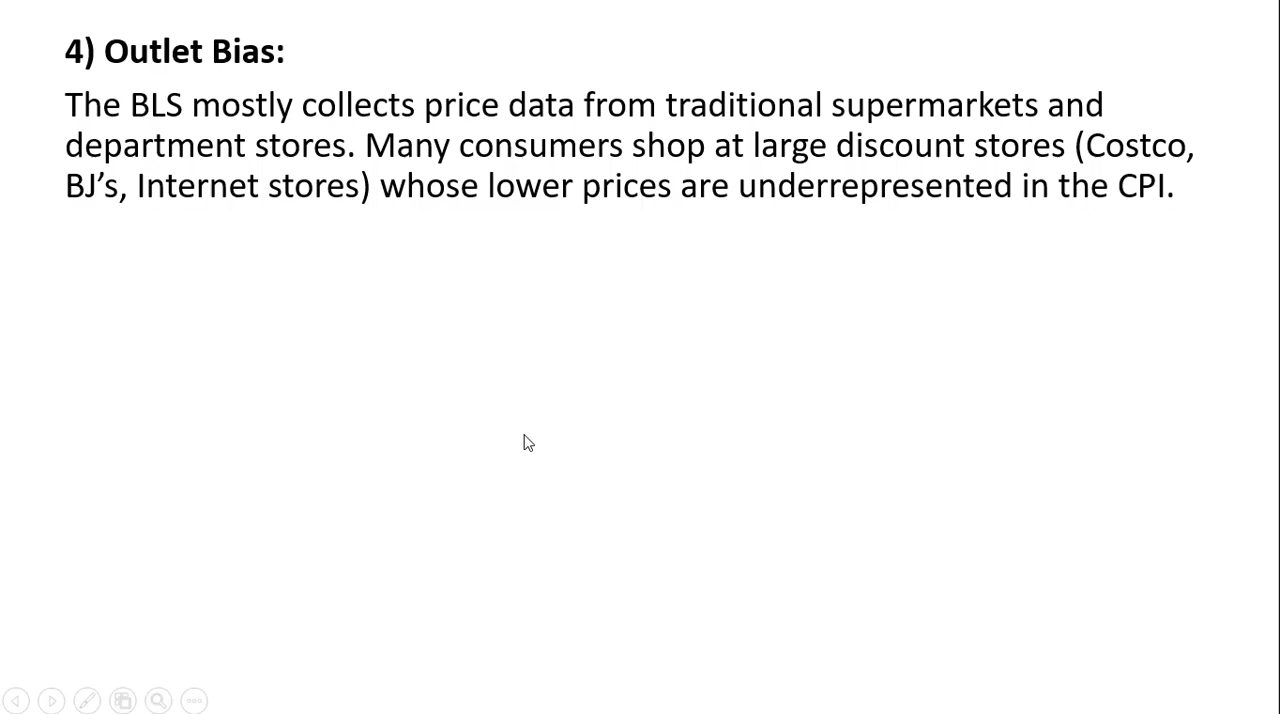 4) Outlet Bias:
The BLS mostly collects price data from traditional supermarkets and
department stores. Many consumers shop at large discount stores (Costco,
BJ’s, Internet stores) whose lower prices are underrepresented in the CPI.